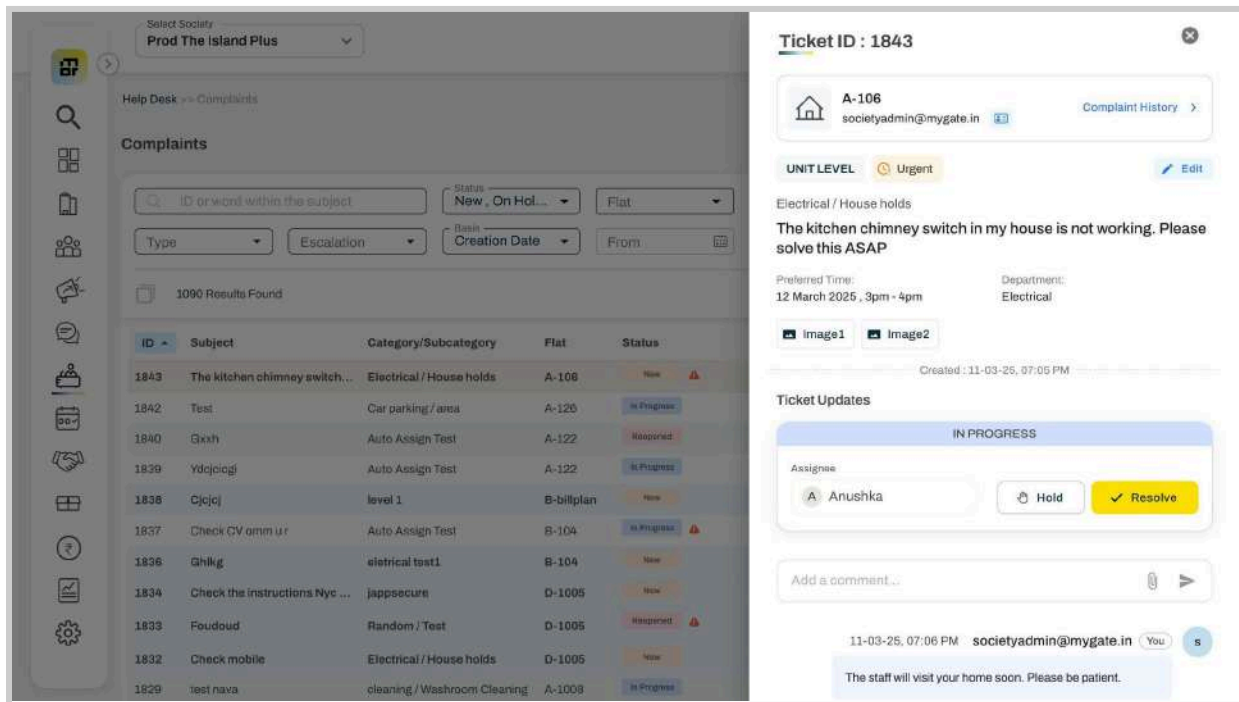 Select Society
Prod The Island Plus
Help Desk >> Complaints
Complaints
ID or word within the subject
Status
New , On Hol...
Flat
Type
Escalation
Basis
Creation Date
From
1090 Results Found
ID Subject Category/Subcategory Flat Status
1843 The kitchen chimney switch... Electrical / House holds A-106 New
1842 Test Car parking / area A-126 In Progress
1840 Gxxh Auto Assign Test A-122 Reopened
1839 Auto Assign Test A-122 In Progress
1838 Cjcjcj level 1 B-billplan New
1837 Check CV omm u r Auto Assign Test B-104 In Progress
1836 Ghlkg eletrical test1 B-104 New
1834 Check the instructions Nyc ... jappsecure D-1005 New
1833 Foudoud Random / Test D-1005 Reopened
1832 Check mobile Electrical / House holds D-1005 New
1829 test nava cleaning / Washroom Cleaning A-1009 In Progress
Ticket ID : 1843
A-106
societyadmin@mygate.in
Complaint History >
UNIT LEVEL
Urgent
Edit
Electrical / House holds
The kitchen chimney switch in my house is not working. Please
solve this ASAP
Preferred Time: Department:
12 March 2025 , 3pm - 4pm Electrical
Image1 Image2
Created : 11-03-25, 07:05 PM
Ticket Updates
IN PROGRESS
Assignee
A Anushka
Hold
Resolve
Add a comment...
11-03-25, 07:06 PM societyadmin@mygate.in You s
The staff will visit your home soon. Please be patient.